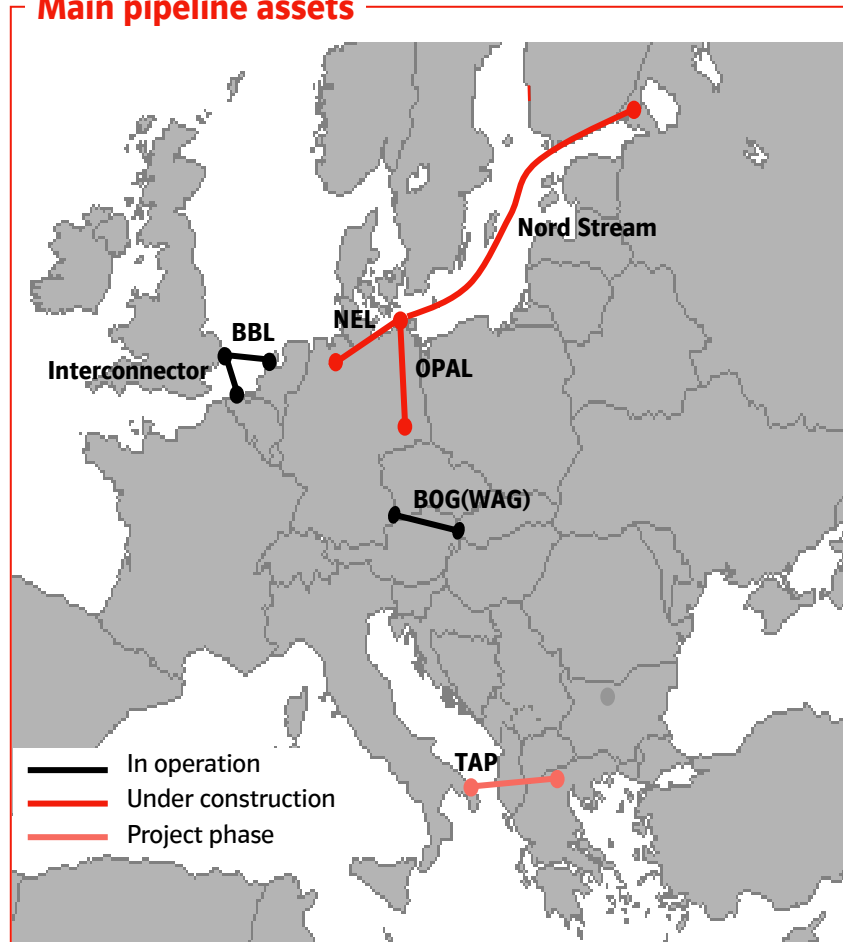 Main pipeline assets
Nord Stream
NEL
BBL
Interconnector
OPAL
BOG(WAG)
TAP
In operation
Under construction
Project phase